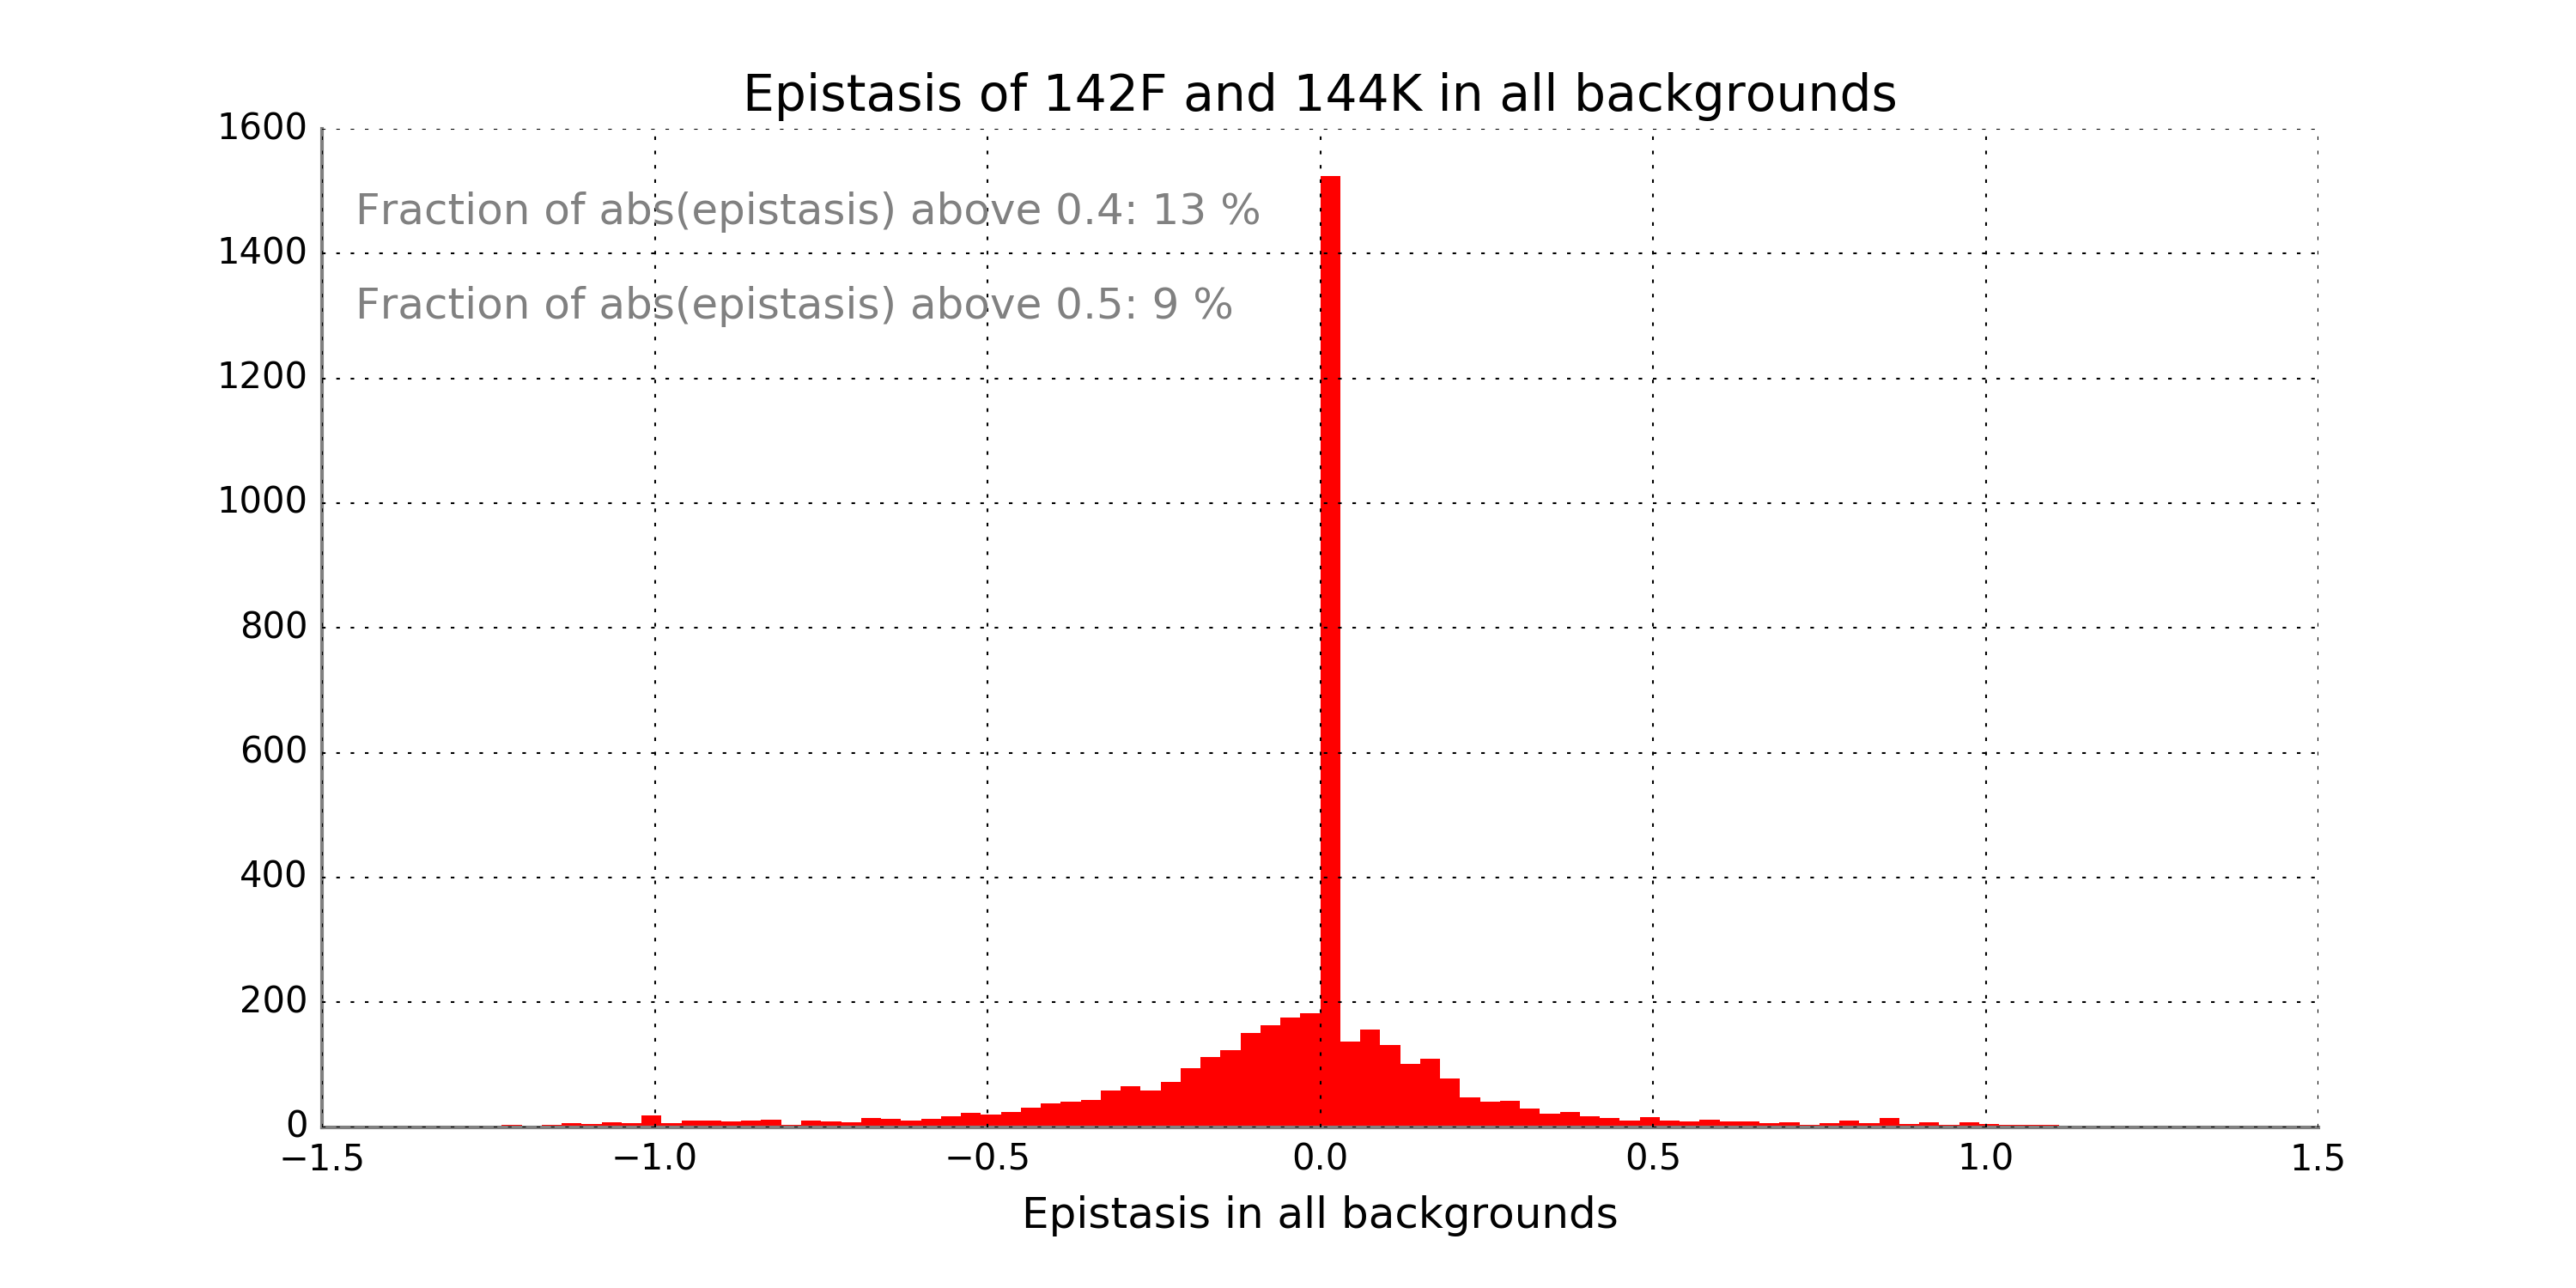 Epistasis of 142F and 144K in all backgrounds
1600
Fraction of abs(epistasis) above 0.4: 13 %
1400
Fraction of abs(epistasis) above 0.5: 9 %
1200
1000
800
600
400
200
0
−1.5 −1.0 −0.5 0.0 0.5 1.0 1.5
Epistasis in all backgrounds